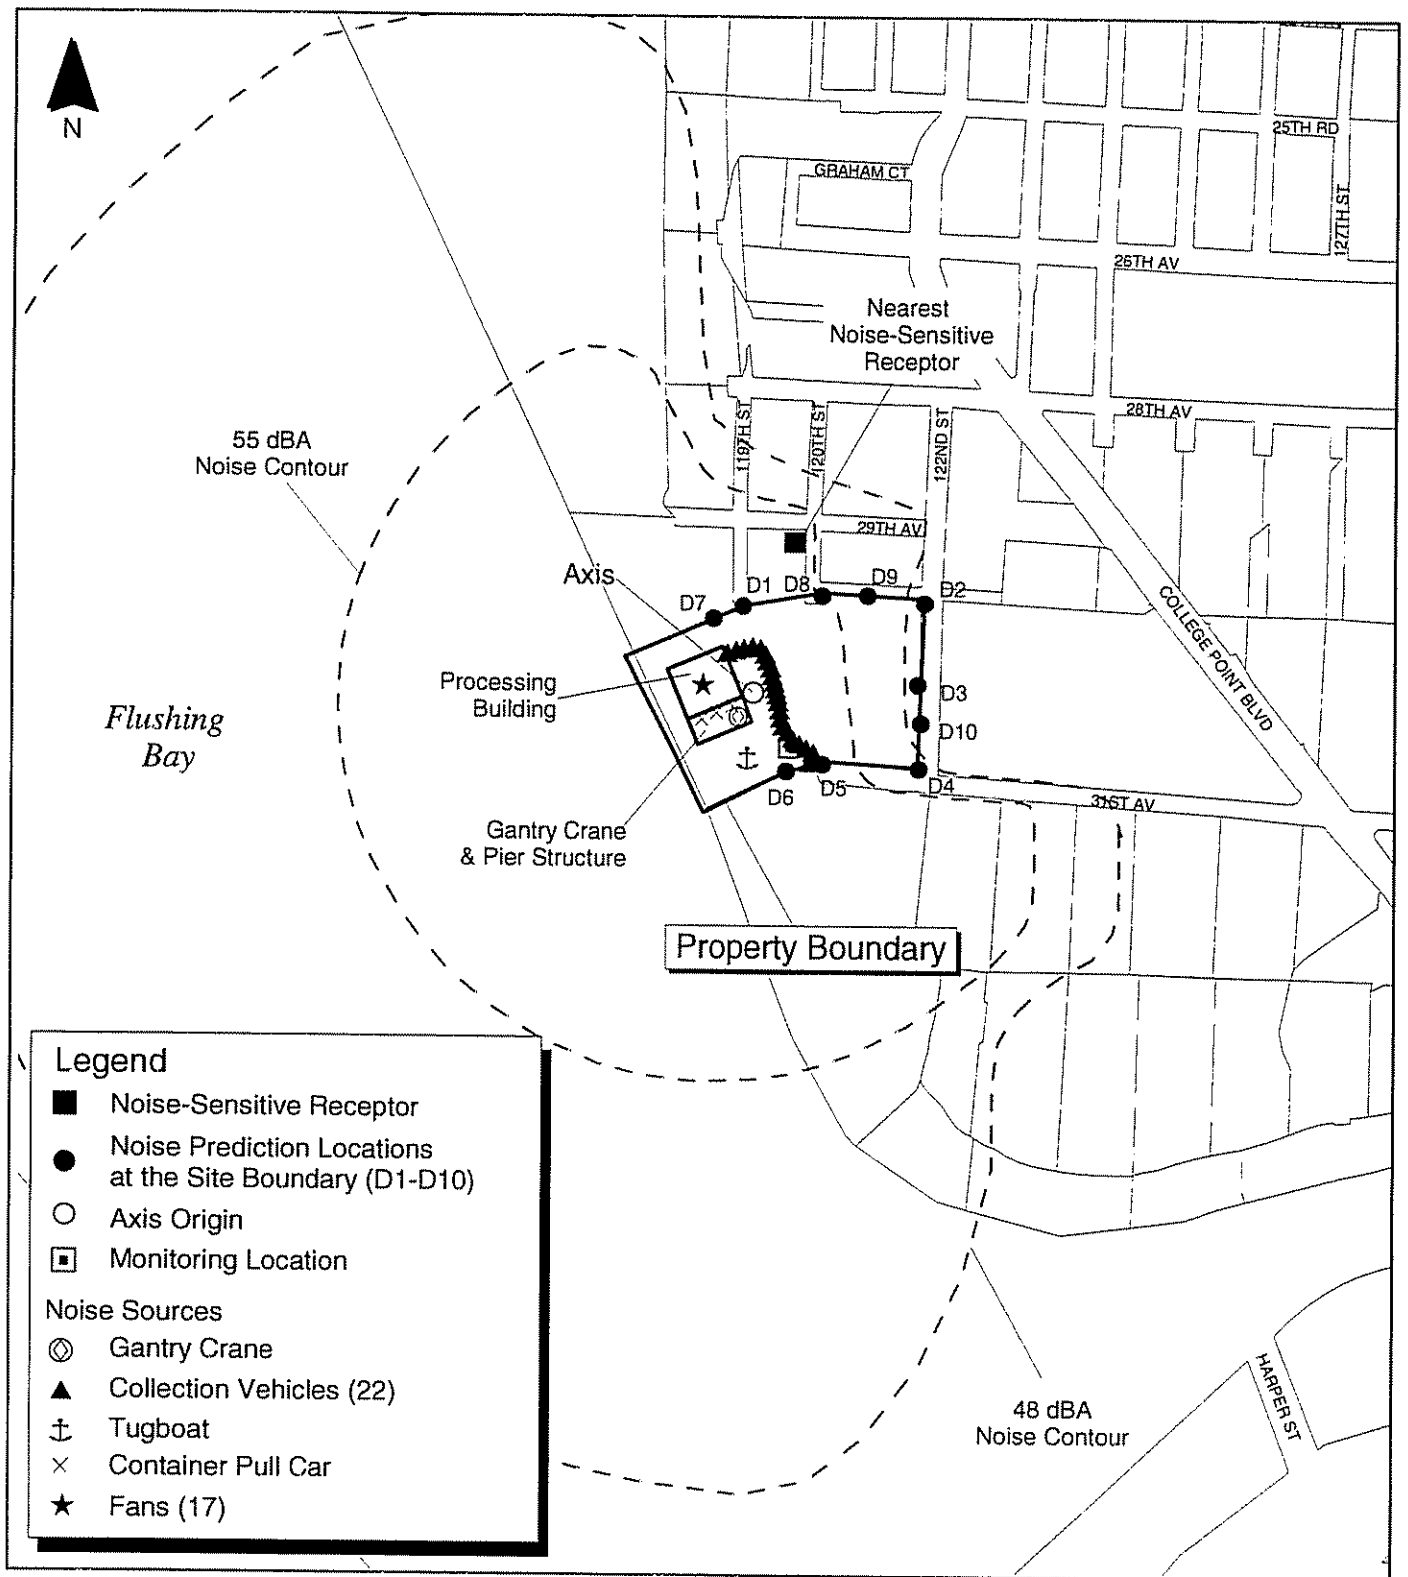 N
25TH RD
GRAHAM CT
127TH ST
26TH AV
Nearest
Noise-Sensitive
Receptor
28TH AV
119TH ST
120TH ST
122ND ST
55 dBA
Noise Contour
29TH AV
Axis
D7
D1
D8
D9
D2
COLLEGE POINT BLVD
Processing
Building
D3
D10
Flushing
Bay
D6
D5
D4
31ST AV
Gantry Crane
& Pier Structure
Property Boundary
Legend
Noise-Sensitive Receptor
Noise Prediction Locations
at the Site Boundary (D1-D10)
Axis Origin
Monitoring Location
Noise Sources
Gantry Crane
Collection Vehicles (22)
Tugboat
Container Pull Car
Fans (17)
48 dBA
Noise Contour
HARPER ST